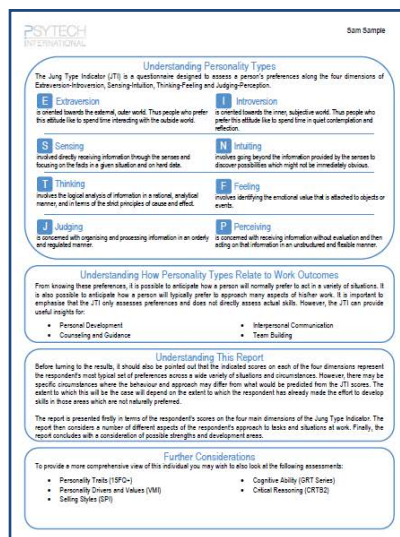 PSYTECH
INTERNATIONAL
Sam Sample
Understanding Personality Types
The Jung Type Indicator (JTI) is a questionnaire designed to assess a person's preferences along the four dimensions of
Extraversion-Introversion, Sensing-Intuition, Thinking-Feeling and Judging-Perception.
E Extraversion
is oriented towards the external, outer world. Thus people who prefer
this attitude like to spend time interacting with the outside world.
I Introversion
is oriented towards the inner, subjective world. Thus people who
prefer this attitude like to spend time in quiet contemplation and
reflection.
S Sensing
involved directly receiving information through the senses and
focusing on the facts in a given situation and on hard data.
N Intuiting
involves going beyond the information provided by the senses to
discover possibilities which might not be immediately obvious.
T Thinking
involves the logical analysis of information in a rational, analytical
manner, and in terms of the strict principles of cause and effect.
F Feeling
involves identifying the emotional value that is attached to objects or
events.
J Judging
is concerned with organising and processing information in an orderly
and regulated manner.
P Perceiving
is concerned with receiving information without evaluation and then
acting on that information in an unstructured and flexible manner.
Understanding How Personality Types Relate to Work Outcomes
From knowing these preferences, it is possible to anticipate how a person will normally prefer to act in a variety of situations. It
is also possible to anticipate how a person will typically prefer to approach many aspects of his/her work. It is important to
emphasise that the JTI only assesses preferences and does not directly assess actual skills. However, the JTI can provide
useful insights for:
• Personal Development
• Counseling and Guidance
• Interpersonal Communication
• Team Building
Understanding This Report
Before turning to the results, it should also be pointed out that the indicated scores on each of the four dimensions represent
the respondent's most typical set of preferences across a wide variety of situations and circumstances. However, there may be
specific circumstances where the behaviour and approach may differ from what would be predicted from the JTI scores. The
extent to which this will be the case will depend on the extent to which the respondent has already made the effort to develop
skills in those areas which are not naturally preferred.
The report is presented firstly in terms of the respondent's scores on the four main dimensions of the Jung Type Indicator. The
report then considers a number of different aspects of the respondent's approach to tasks and situations at work. Finally, the
report concludes with a consideration of possible strengths and development areas.
Further Considerations
To provide a more comprehensive view of this individual you may wish to also look at the following assessments:
• Personality Traits (15FQ+)
• Personality Drivers and Values (VMI)
• Selling Styles (SPI)
• Cognitive Ability (GRT Series)
• Critical Reasoning (CRTB2)